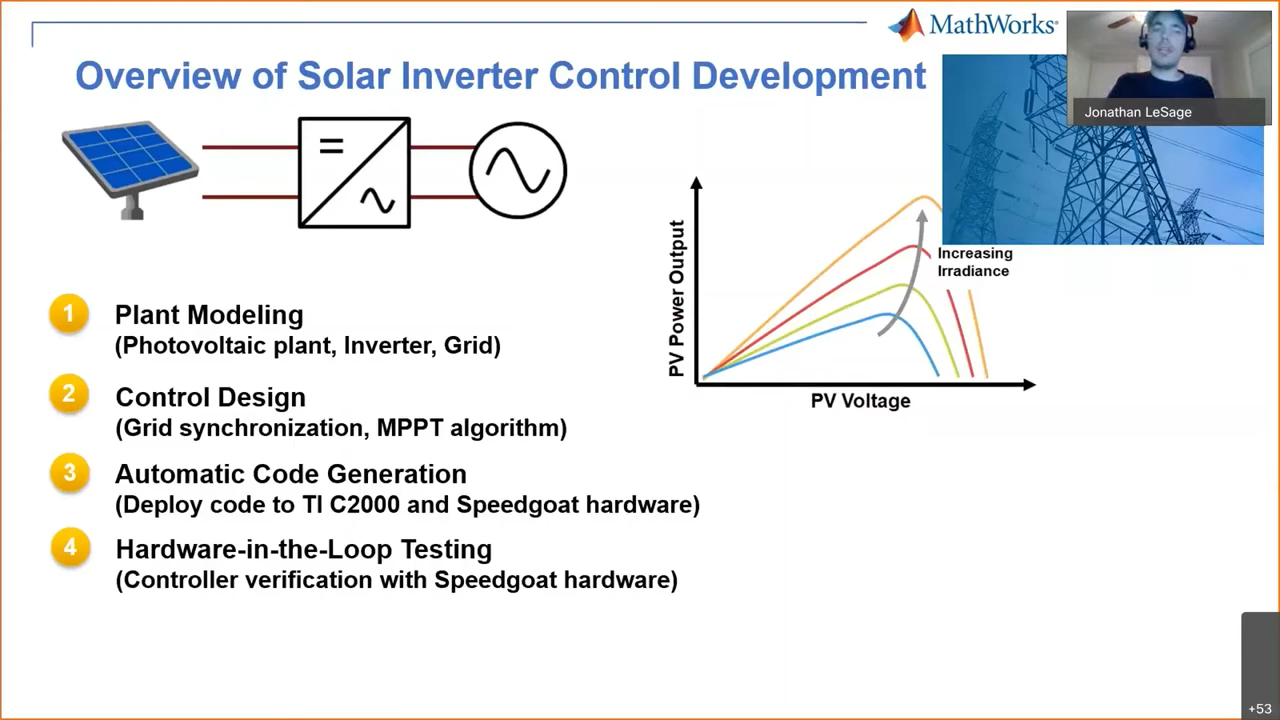 MathWorks®
Jonathan LeSage
Overview of Solar Inverter Control Development
PV Power Output
Increasing
Irradiance
PV Voltage
1
Plant Modeling
(Photovoltaic plant, Inverter, Grid)
2
Control Design
(Grid synchronization, MPPT algorithm)
3
Automatic Code Generation
(Deploy code to TI C2000 and Speedgoat hardware)
4
Hardware-in-the-Loop Testing
(Controller verification with Speedgoat hardware)
+53